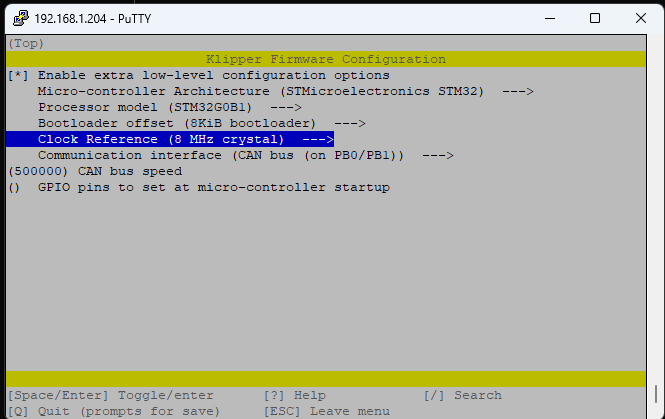 192.168.1.204 - PuTTY
(Top)
Klipper Firmware Configuration
[*] Enable extra low-level configuration options
Micro-controller Architecture (STMicroelectronics STM32)  --->
Processor model (STM32G0B1)  --->
Bootloader offset (8KiB bootloader)  --->
Clock Reference (8 MHz crystal)  --->
Communication interface (CAN bus (on PB0/PB1))  --->
(500000) CAN bus speed
()  GPIO pins to set at micro-controller startup
[Space/Enter] Toggle/enter      [?] Help            [/] Search
[Q] Quit (prompts for save)     [ESC] Leave menu